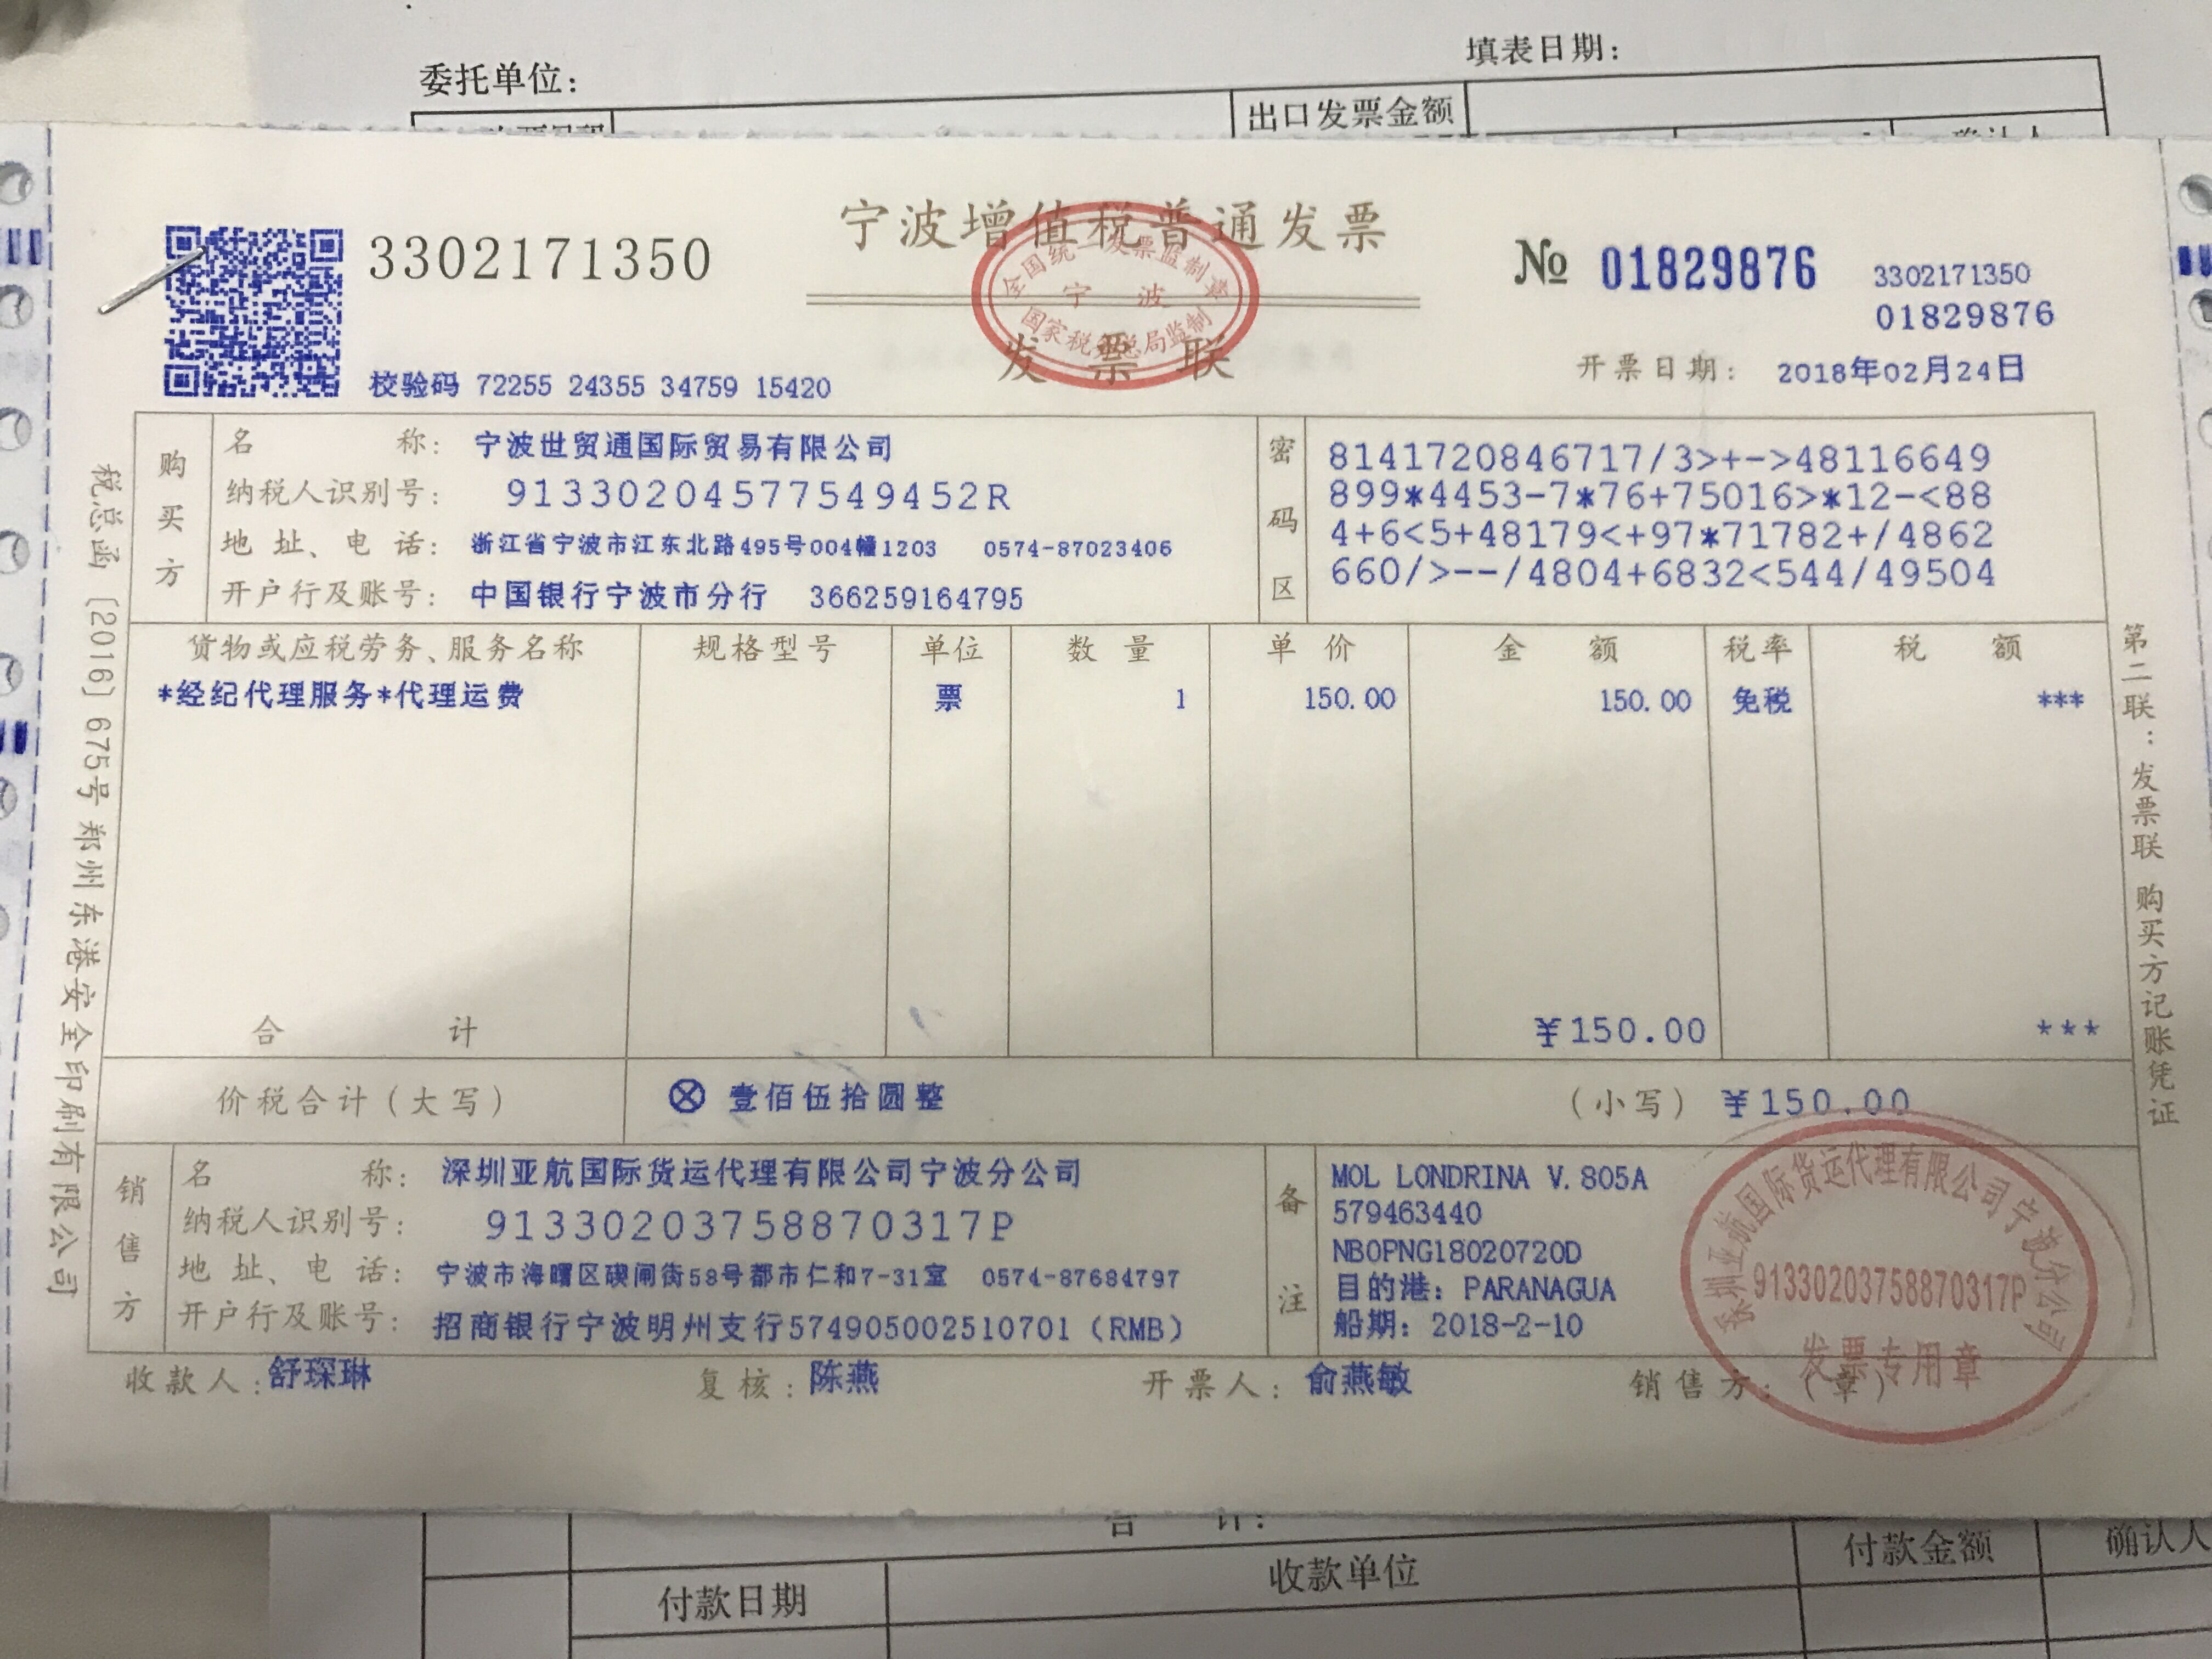 委托单位：
填表日期：
出口发票金额
确认人
宁波增值税普通发票
全国统一发票监制章
宁 波
国家税务总局监制
发 票 联
3302171350
№ 01829876
3302171350
01829876
校验码 72255 24355 34759 15420
开票日期： 2018年02月24日
购买方
名 称： 宁波世贸通国际贸易有限公司
纳税人识别号： 91330204577549452R
地 址、电 话： 浙江省宁波市江东北路495号004幢1203 0574-87023406
开户行及账号： 中国银行宁波市分行 366259164795
密码区
8141720846717/3>+->48116649
899*4453-7*76+75016>*12-<88
4+6<5+48179<+97*71782+/4862
660/>--/4804+6832<544/49504
货物或应税劳务、服务名称 规格型号 单位 数 量 单 价 金 额 税率 税 额
*经纪代理服务*代理运费 票 1 150.00 150.00 免税 ***
合 计 ¥150.00 ***
价税合计（大写） ⊗ 壹佰伍拾圆整 （小写） ¥150.00
销售方
名 称： 深圳亚航国际货运代理有限公司宁波分公司
纳税人识别号： 91330203758870317P
地 址、电 话： 宁波市海曙区碶闸街58号都市仁和7-31室 0574-87684797
开户行及账号： 招商银行宁波明州支行574905002510701（RMB）
备注
MOL LONDRINA V.805A
579463440
NBOPNG18020720D
目的港：PARANAGUA
船期：2018-2-10
深圳亚航国际货运代理有限公司宁波分公司
91330203758870317P
发票专用章
收款人：舒琛琳 复核：陈燕 开票人：俞燕敏 销售方：（章）
税总函〔2016〕675号郑州东港安全印刷有限公司
第二联：发票联 购买方记账凭证
合 计：
付款日期 收款单位 付款金额 确认人